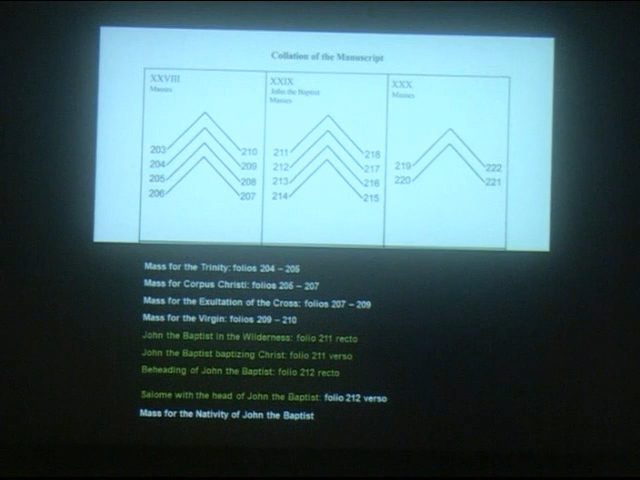 Collation of the Manuscript
XXVIII
Masses
XXIX
John the Baptist
Masses
XXX
Masses
203 210
204 209
205 208
206 207
211 218
212 217
213 216
214 215
219 222
220 221
Mass for the Trinity: folios 204 – 205
Mass for Corpus Christi: folios 205 – 207
Mass for the Exultation of the Cross: folios 207 – 209
Mass for the Virgin: folios 209 – 210
John the Baptist in the Wilderness: folio 211 recto
John the Baptist baptizing Christ: folio 211 verso
Beheading of John the Baptist: folio 212 recto
Salome with the head of John the Baptist: folio 212 verso
Mass for the Nativity of John the Baptist